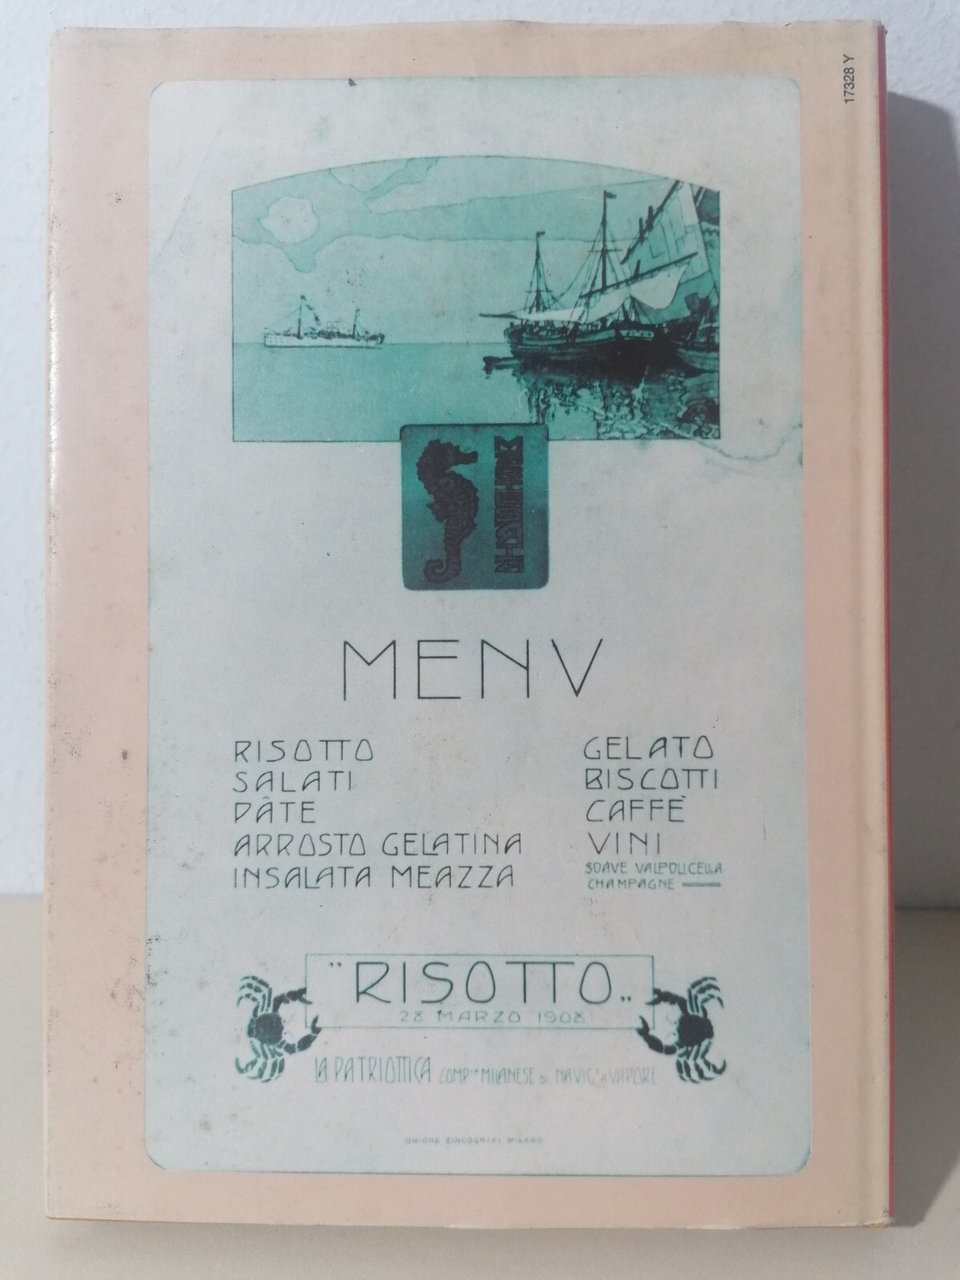 17328 Y
MENV
RISOTTO
SALATI
PÂTE
ARROSTO GELATINA
INSALATA MEAZZA
GELATO
BISCOTTI
CAFFÈ
VINI
SOAVE VALPOLICELLA
CHAMPAGNE
"RISOTTO„
28 MARZO 1908
LA PATRIOTTICA COMP.IA MILANESE DI NAVIG.E A VAPORE
UNIONE ZINCOGRAFI MILANO